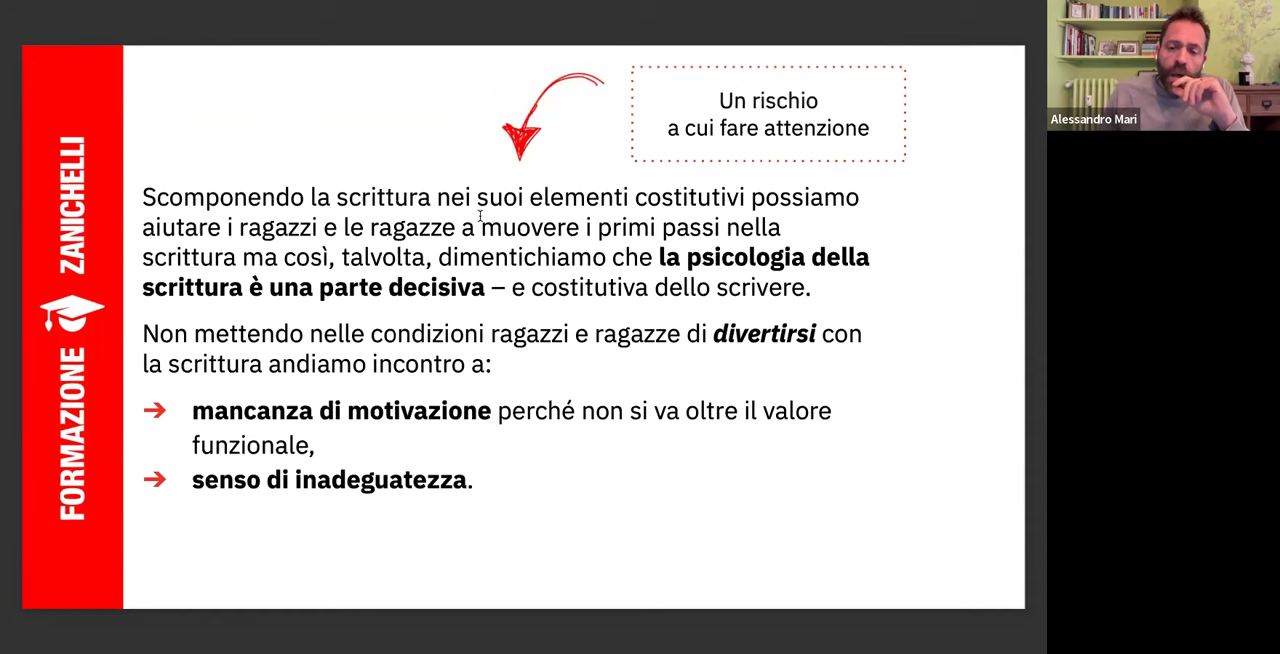 Un rischio
a cui fare attenzione
Scomponendo la scrittura nei suoi elementi costitutivi possiamo
aiutare i ragazzi e le ragazze a muovere i primi passi nella
scrittura ma così, talvolta, dimentichiamo che la psicologia della
scrittura è una parte decisiva – e costitutiva dello scrivere.
Non mettendo nelle condizioni ragazzi e ragazze di divertirsi con
la scrittura andiamo incontro a:
➔ mancanza di motivazione perché non si va oltre il valore
funzionale,
➔ senso di inadeguatezza.
FORMAZIONE ZANICHELLI
Alessandro Mari